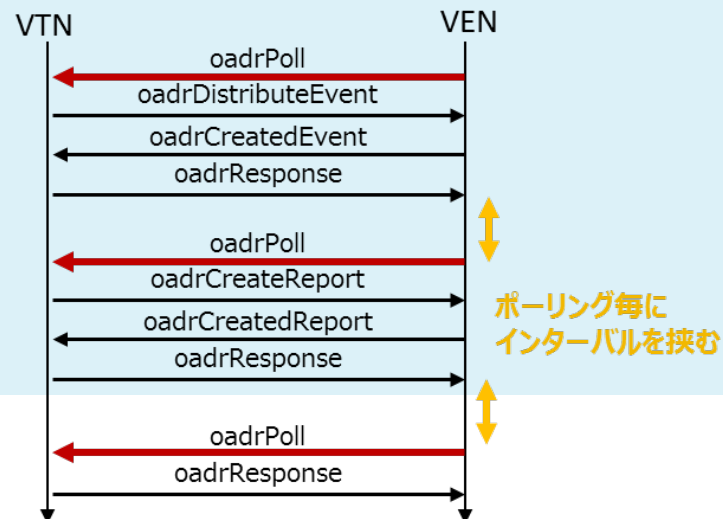 VTN VEN
oadrPoll
oadrDistributeEvent
oadrCreatedEvent
oadrResponse
oadrPoll
oadrCreateReport
oadrCreatedReport
oadrResponse
ポーリング毎に
インターバルを挟む
oadrPoll
oadrResponse